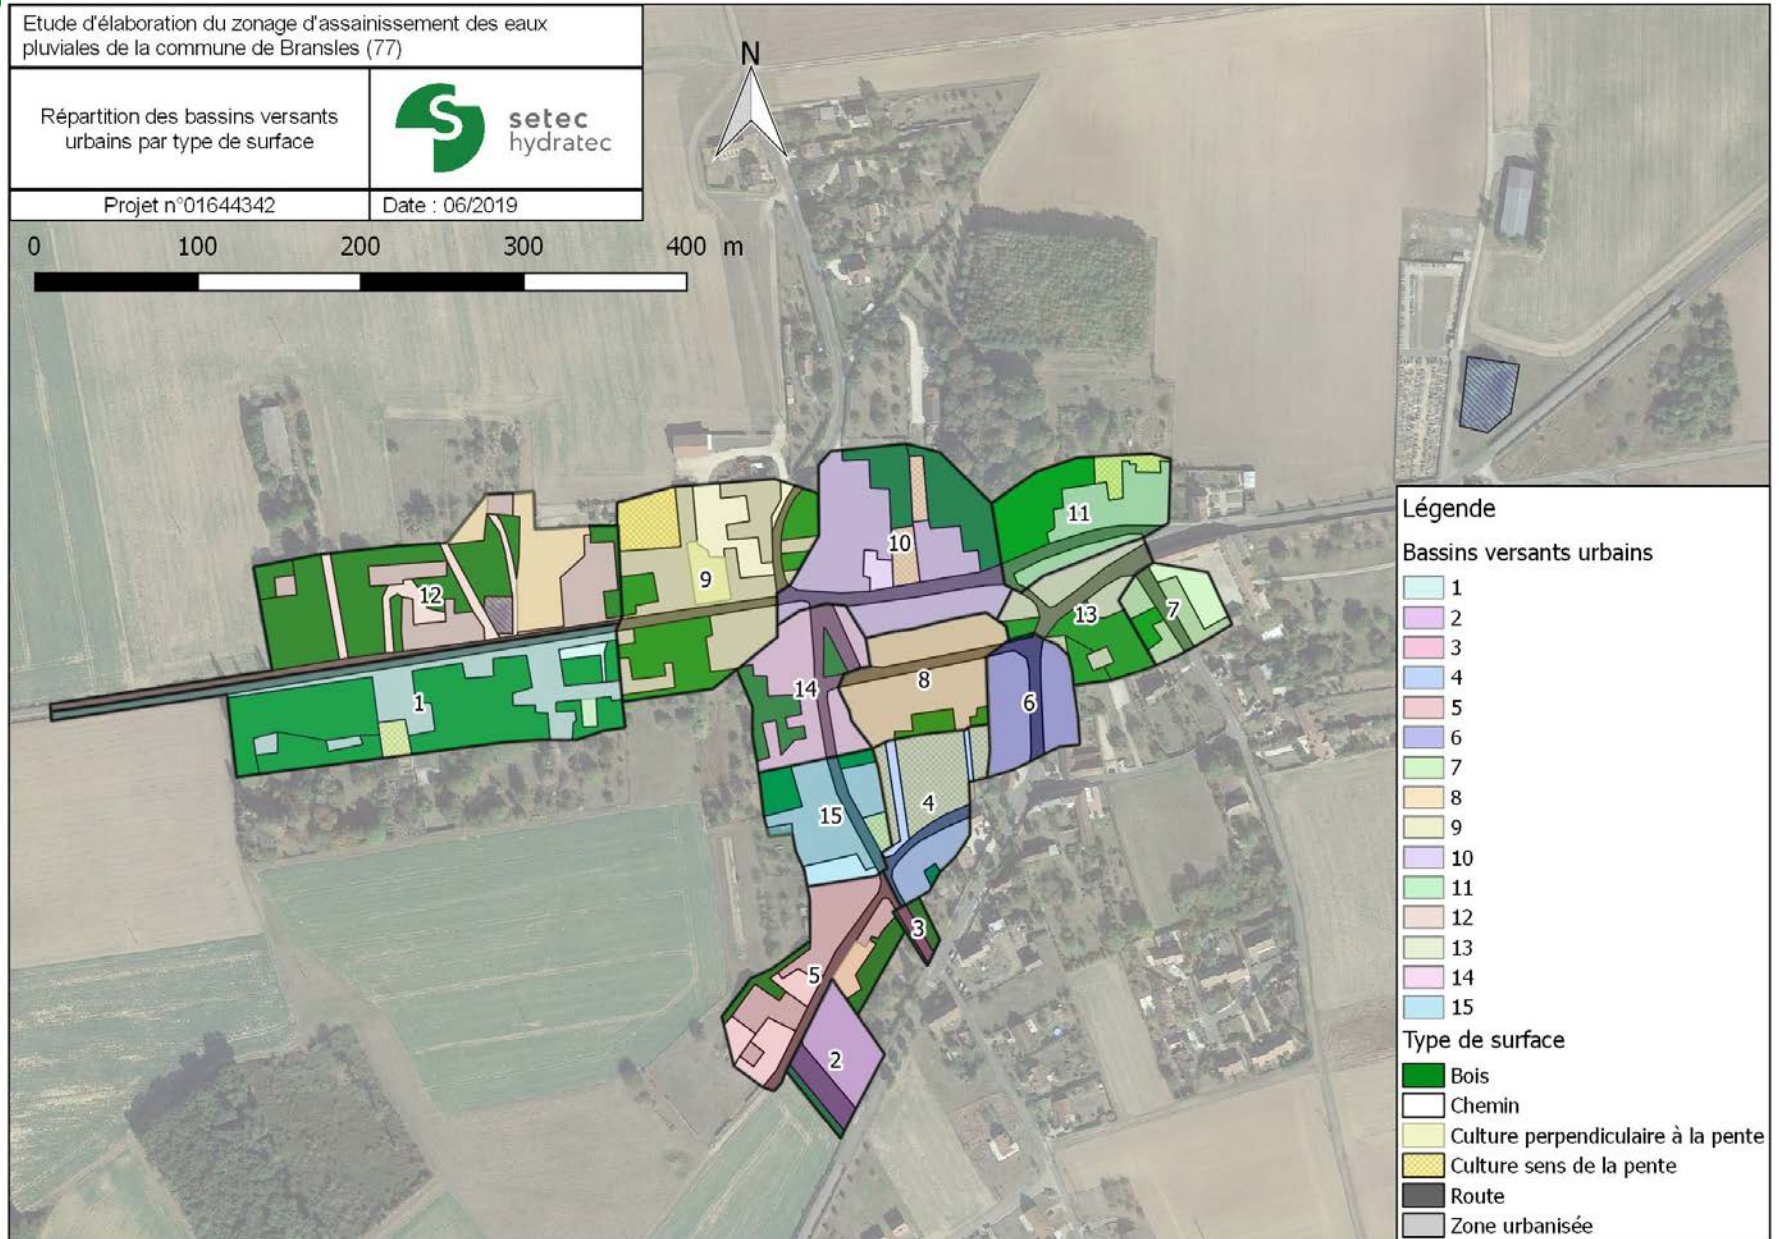 Etude d'élaboration du zonage d'assainissement des eaux
pluviales de la commune de Bransles (77)
Répartition des bassins versants
urbains par type de surface
setec
hydratec
Projet n°01644342
Date : 06/2019
N
0 100 200 300 400 m
11
10
9
12
13
7
14
8
6
1
4
15
3
5
2
Légende
Bassins versants urbains
1
2
3
4
5
6
7
8
9
10
11
12
13
14
15
Type de surface
Bois
Chemin
Culture perpendiculaire à la pente
Culture sens de la pente
Route
Zone urbanisée